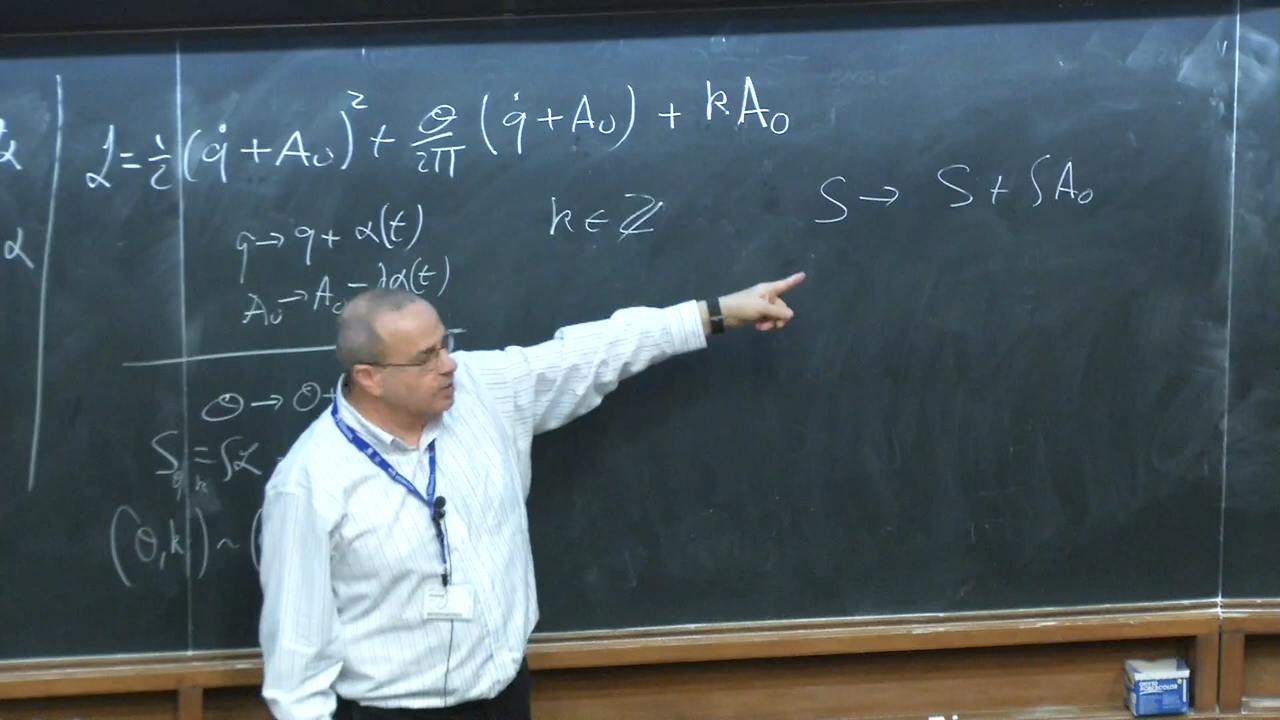 α
α
ℒ = 1/2 (q̇ + A₀)² + θ/2π (q̇ + A₀) + kA₀
q → q + α(t)
A₀ → A₀ − ∂α(t)
k ∈ ℤ
S → S + ∫A₀
θ → θ +
S = ∫ℒ
(θ, k) ~ (